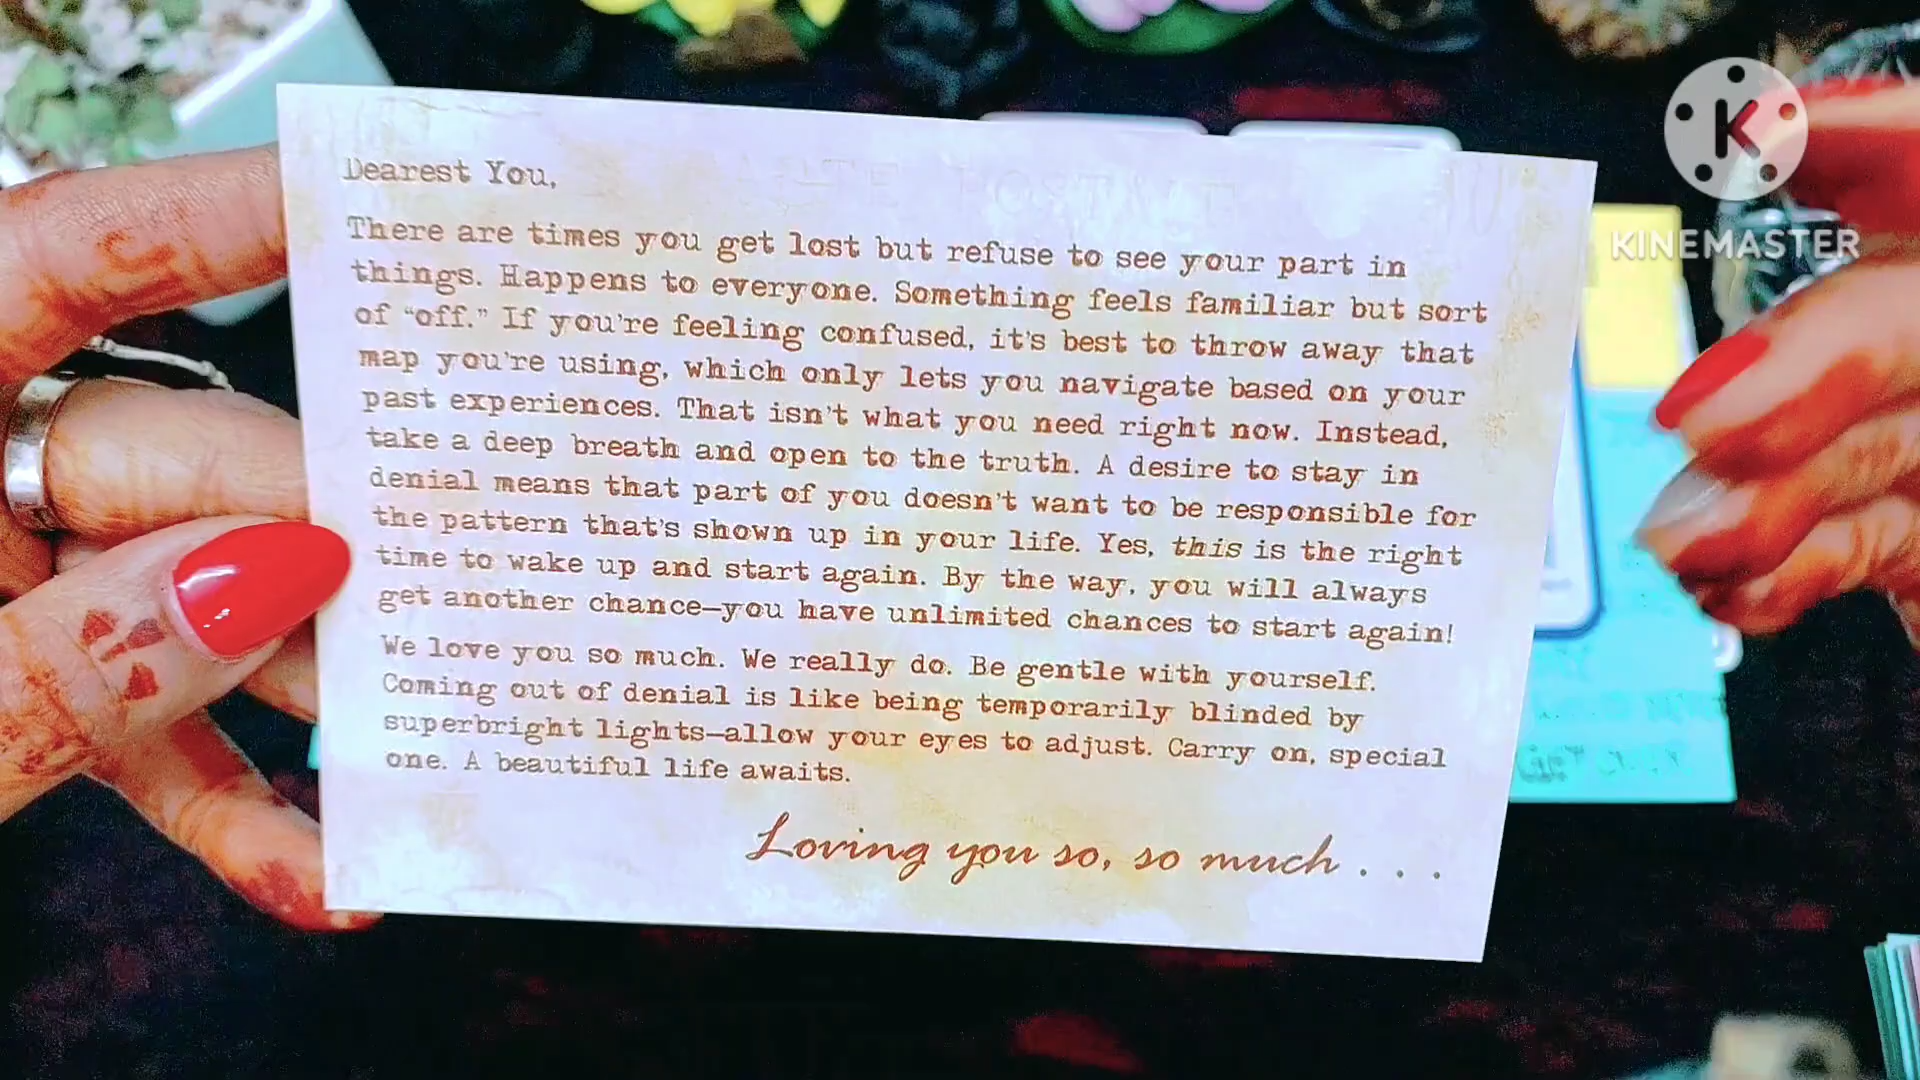 Dearest You,
There are times you get lost but refuse to see your part in
things. Happens to everyone. Something feels familiar but sort
of “off.” If you're feeling confused, it's best to throw away that
map you're using, which only lets you navigate based on your
past experiences. That isn't what you need right now. Instead,
take a deep breath and open to the truth. A desire to stay in
denial means that part of you doesn't want to be responsible for
the pattern that's shown up in your life. Yes, this is the right
time to wake up and start again. By the way, you will always
get another chance—you have unlimited chances to start again!
We love you so much. We really do. Be gentle with yourself.
Coming out of denial is like being temporarily blinded by
superbright lights—allow your eyes to adjust. Carry on, special
one. A beautiful life awaits.
Loving you so, so much . . .
K
KINEMASTER